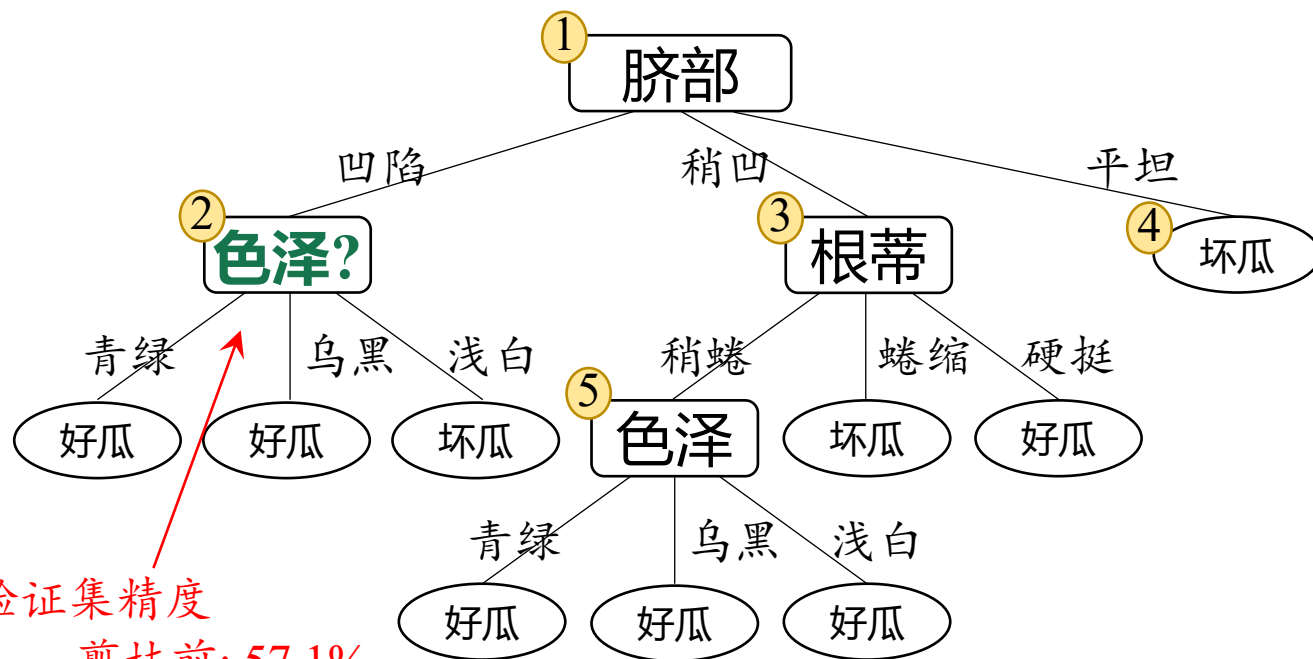 1
脐部
凹陷 稍凹 平坦
2 色泽?
3 根蒂
4 坏瓜
青绿 乌黑 浅白 稍蜷 蜷缩 硬挺
好瓜 好瓜 坏瓜
5 色泽
坏瓜 好瓜
青绿 乌黑 浅白
好瓜 好瓜 好瓜
证集精度
57.1%